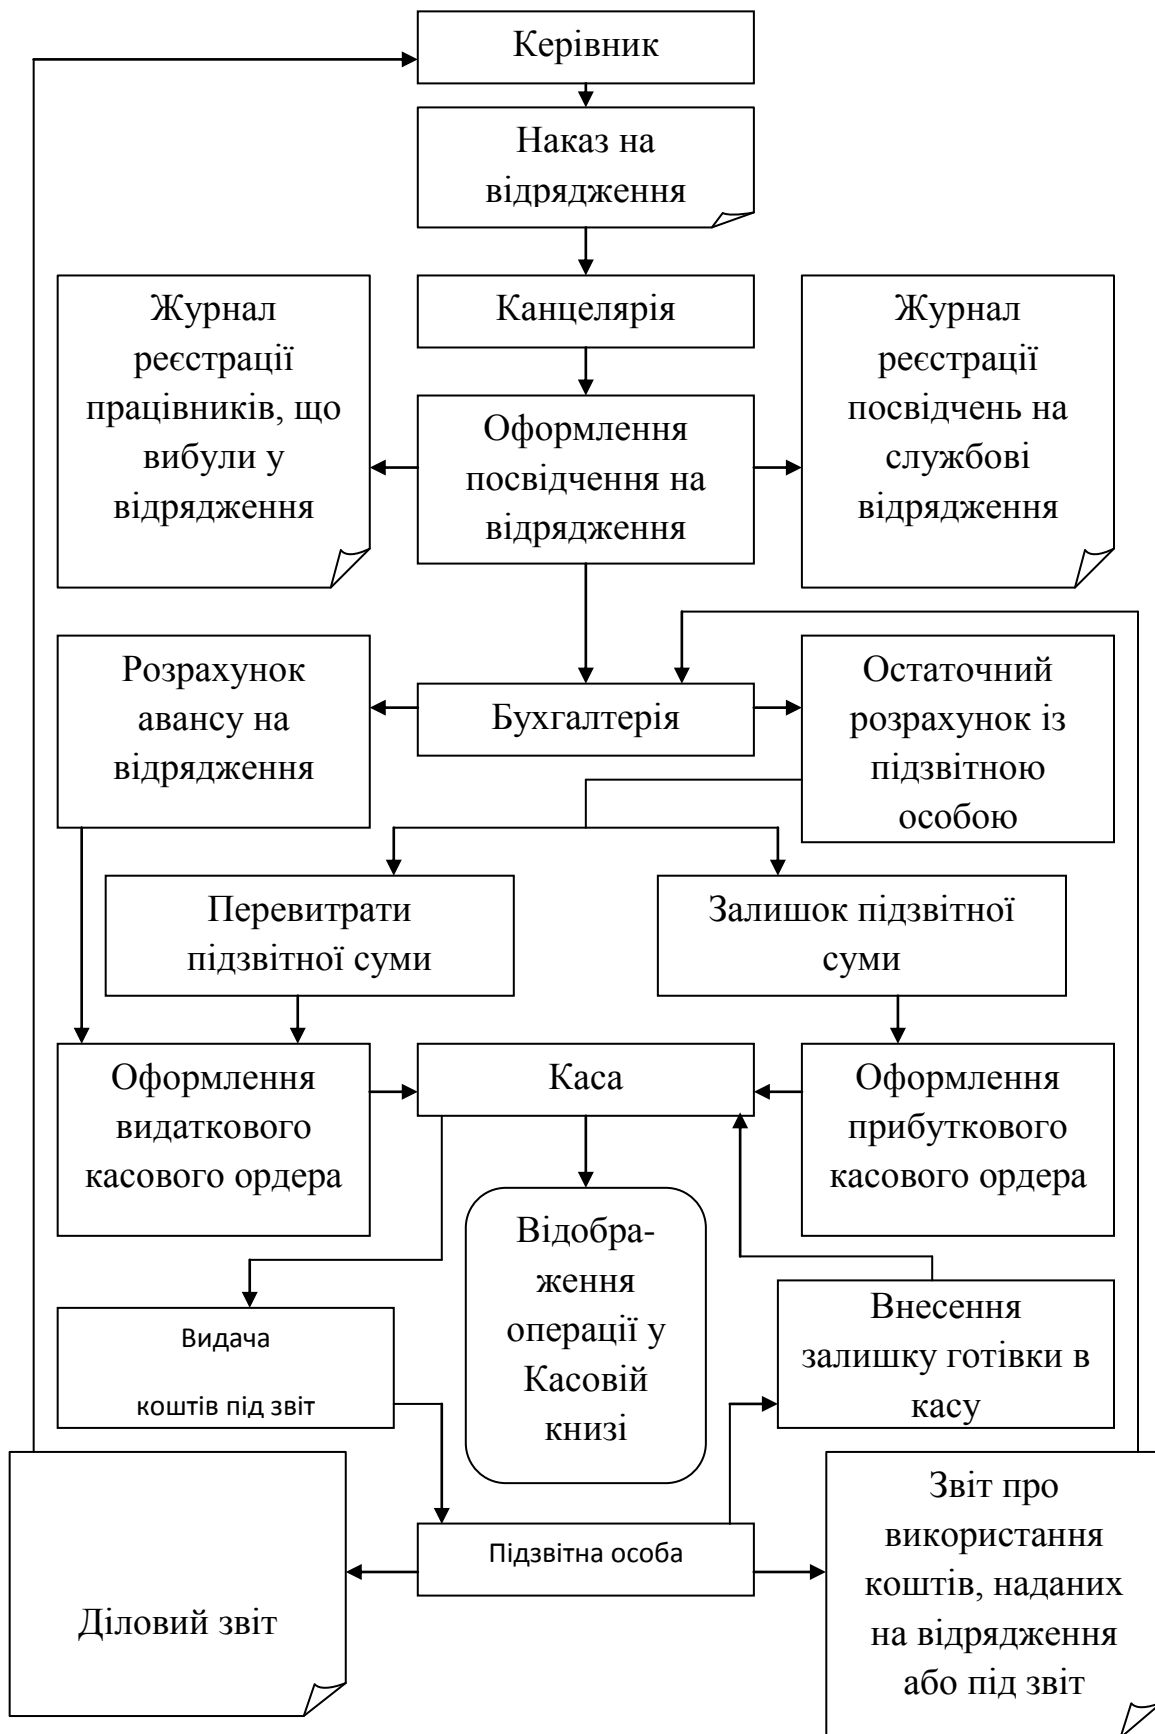 Керівник
Наказ на
відрядження
Журнал
реєстрації
працівників, що
вибули у
відрядження
Канцелярія
Журнал
реєстрації
посвідчень на
службові
відрядження
Оформлення
посвідчення на
відрядження
Розрахунок
авансу на
відрядження
Бухгалтерія
Остаточний
розрахунок із
підзвітною
особою
Перевитрати
підзвітної суми
Залишок підзвітної
суми
Оформлення
видаткового
касового ордера
Каса
Оформлення
прибуткового
касового ордера
Відобра-
ження
операції у
Касовій
книзі
Видача
коштів під звіт
Внесення
залишку готівки в
касу
Діловий звіт
Підзвітна особа
Звіт про
використання
коштів, наданих
на відрядження
або під звіт